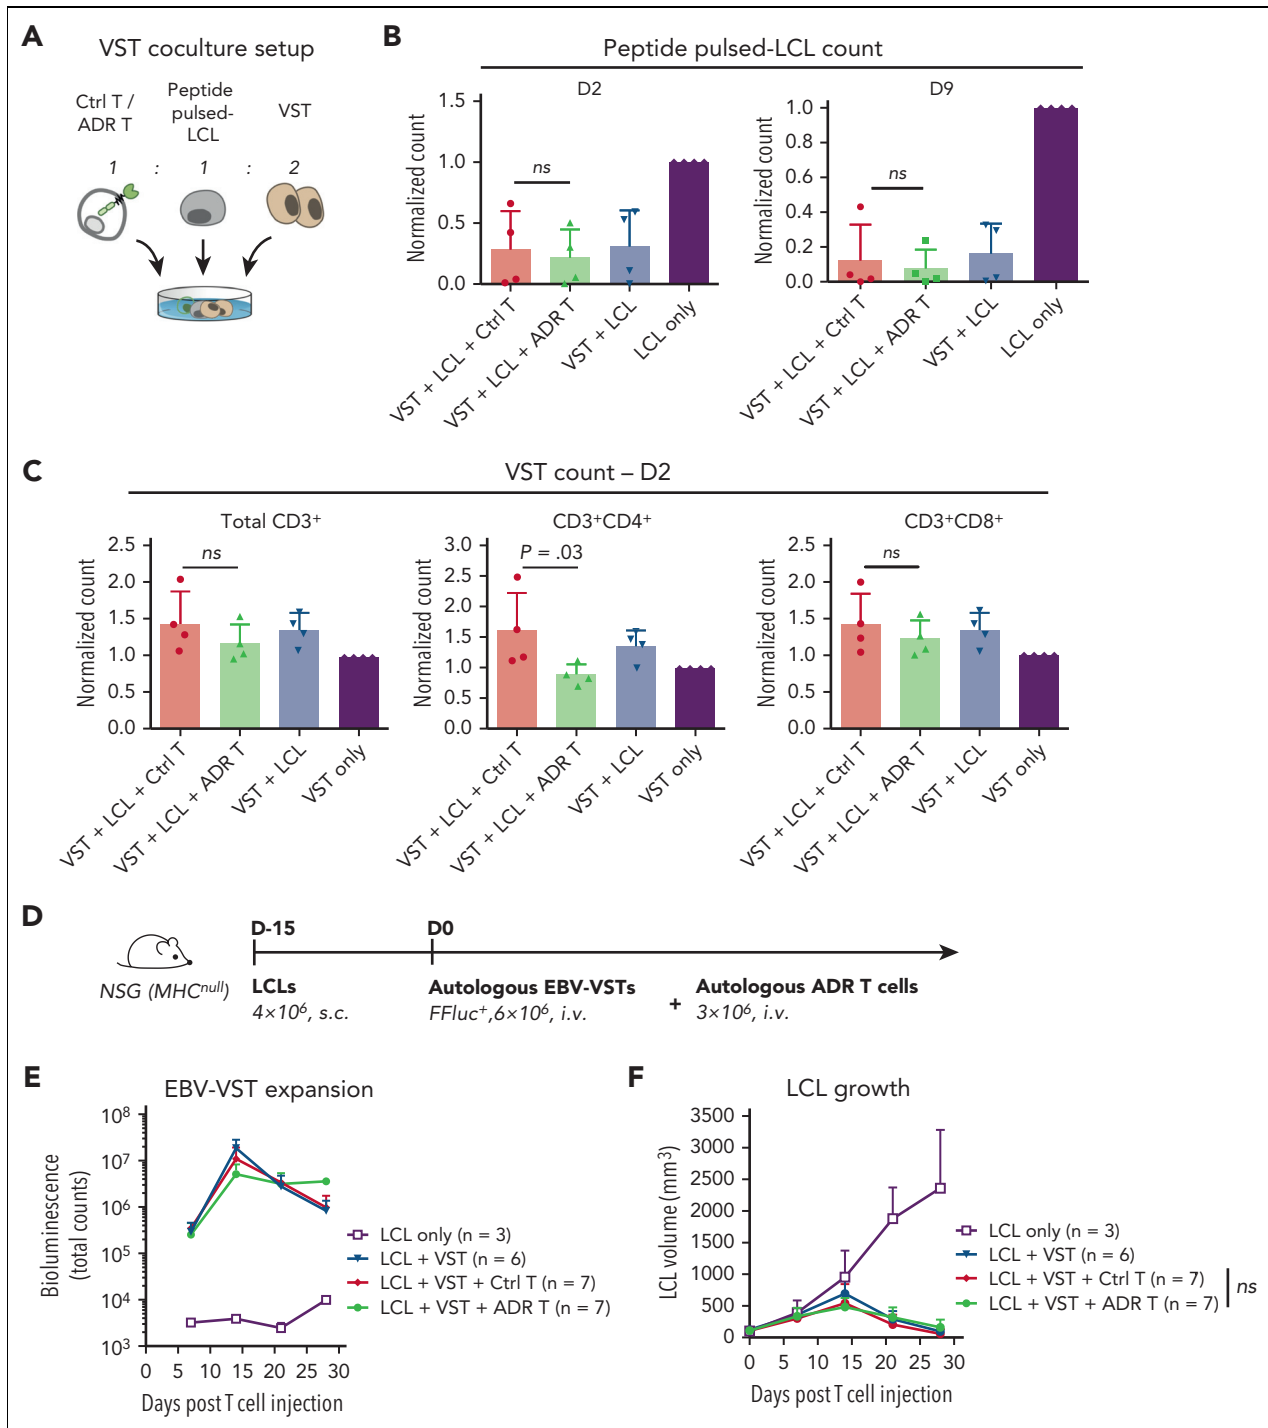 A
VST coculture setup
Ctrl T /
ADR T
Peptide
pulsed-
LCL
VST
1 : 1 : 2
B
Peptide pulsed-LCL count
D2
Normalized count
1.5
1.0
0.5
0.0
ns
VST + LCL + Ctrl T
VST + LCL + ADR T
VST + LCL
LCL only
D9
Normalized count
1.0
0.8
0.6
0.4
0.2
0.0
ns
VST + LCL + Ctrl T
VST + LCL + ADR T
VST + LCL
LCL only
C
VST count – D2
Total CD3+
Normalized count
2.5
2.0
1.5
1.0
0.5
0.0
ns
VST + LCL + Ctrl T
VST + LCL + ADR T
VST + LCL
VST only
CD3+CD4+
Normalized count
3.0
2.5
2.0
1.5
1.0
0.5
0.0
P = .03
VST + LCL + Ctrl T
VST + LCL + ADR T
VST + LCL
VST only
CD3+CD8+
Normalized count
2.5
2.0
1.5
1.0
0.5
0.0
ns
VST + LCL + Ctrl T
VST + LCL + ADR T
VST + LCL
VST only
D
NSG (MHCnull)
D-15
D0
LCLs
4×10⁶, s.c.
Autologous EBV-VSTs
FFluc⁺,6×10⁶, i.v.
+
Autologous ADR T cells
3×10⁶, i.v.
E
EBV-VST expansion
Bioluminescence
(total counts)
10⁸
10⁷
10⁶
10⁵
10⁴
10³
0 5 10 15 20 25 30
Days post T cell injection
LCL only (n = 3)
LCL + VST (n = 6)
LCL + VST + Ctrl T (n = 7)
LCL + VST + ADR T (n = 7)
F
LCL growth
LCL volume (mm³)
3500
3000
2500
2000
1500
1000
500
0
0 5 10 15 20 25 30
Days post T cell injection
LCL only (n = 3)
LCL + VST (n = 6)
LCL + VST + Ctrl T (n = 7)
LCL + VST + ADR T (n = 7)
ns